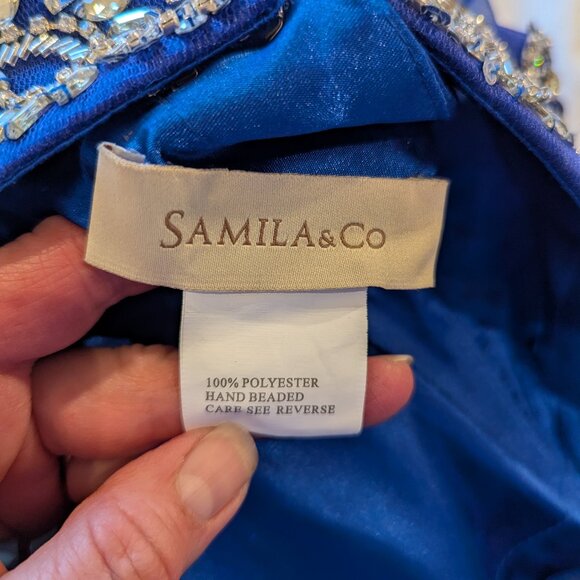 SAMILA&CO
100% POLYESTER
HAND BEADED
CARE SEE REVERSE